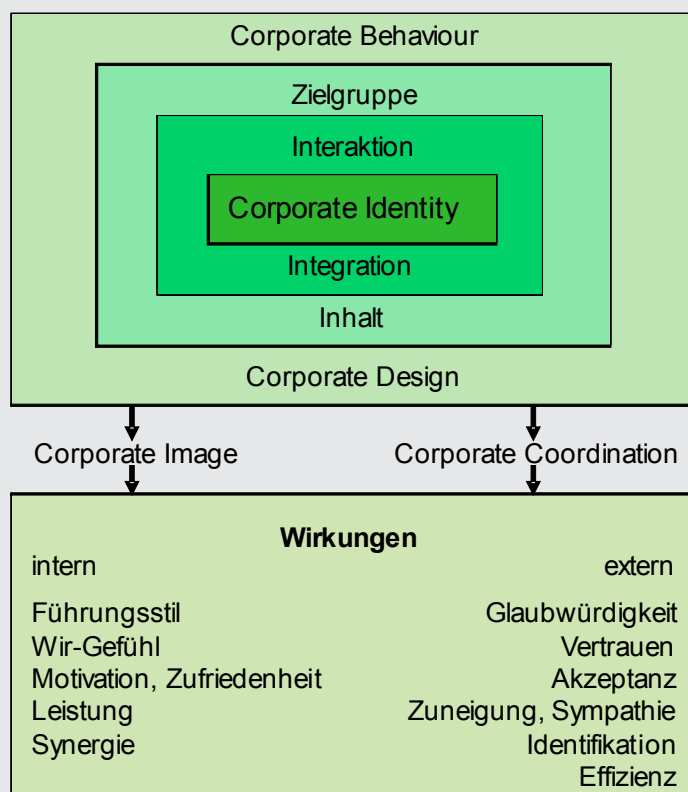 Corporate Behaviour
Zielgruppe
Interaktion
Corporate Identity
Integration
Inhalt
Corporate Design
Corporate Image Corporate Coordination
Wirkungen
intern extern
Führungsstil Glaubwürdigkeit
Wir-Gefühl Vertrauen
Motivation, Zufriedenheit Akzeptanz
Leistung Zuneigung, Sympathie
Synergie Identifikation
Effizienz